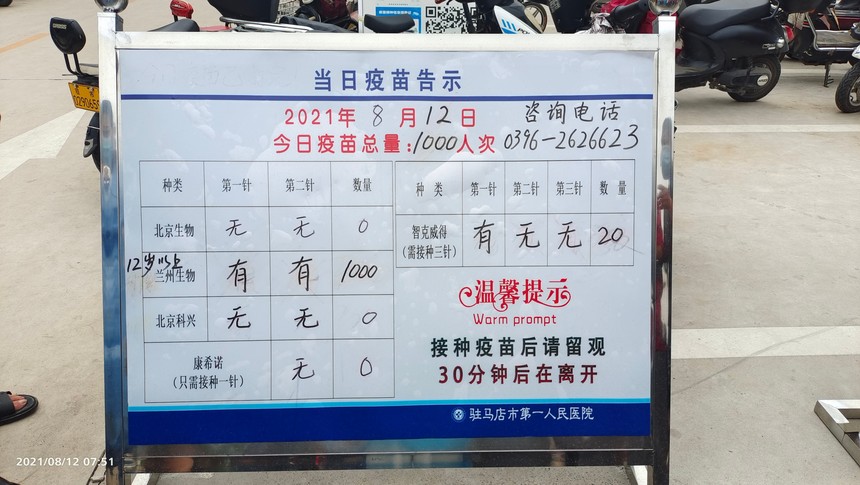 当日疫苗告示
2021年 8 月 12 日
咨询电话
今日疫苗总量:1000人次 0396-2626623
种类 第一针 第二针 数量
北京生物 无 无 0
12岁以上
兰州生物 有 有 1000
北京科兴 无 无 0
康希诺
(只需接种一针) 无 0
种类 第一针 第二针 第三针 数量
智克威得
(需接种三针) 有 无 无 20
温馨提示
Warm prompt
接种疫苗后请留观
30分钟后在离开
驻马店市第一人民医院
2021/08/12 07:51